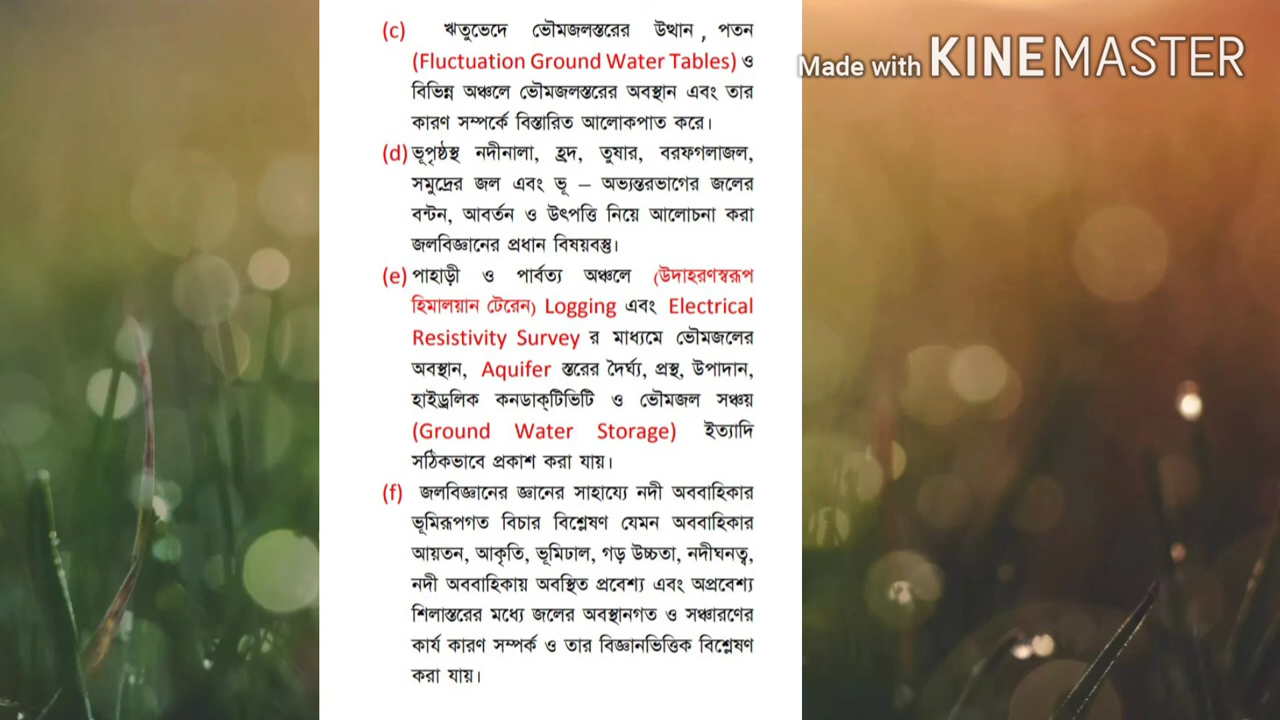 (c) ঋতুভেদে ভৌমজলস্তরের উত্থান , পতন
(Fluctuation Ground Water Tables) ও
বিভিন্ন অঞ্চলে ভৌমজলস্তরের অবস্থান এবং তার
কারণ সম্পর্কে বিস্তারিত আলোকপাত করে।
(d) ভূপৃষ্ঠস্থ নদীনালা, হ্রদ, তুষার, বরফগলাজল,
সমুদ্রের জল এবং ভূ – অভ্যন্তরভাগের জলের
বন্টন, আবর্তন ও উৎপত্তি নিয়ে আলোচনা করা
জলবিজ্ঞানের প্রধান বিষয়বস্তু।
(e) পাহাড়ী ও পার্বত্য অঞ্চলে (উদাহরণস্বরূপ
হিমালয়ান টেরেন) Logging এবং Electrical
Resistivity Survey র মাধ্যমে ভৌমজলের
অবস্থান, Aquifer স্তরের দৈর্ঘ্য, প্রস্থ, উপাদান,
হাইড্রলিক কনডাক্‌টিভিটি ও ভৌমজল সঞ্চয়
(Ground Water Storage) ইত্যাদি
সঠিকভাবে প্রকাশ করা যায়।
(f) জলবিজ্ঞানের জ্ঞানের সাহায্যে নদী অববাহিকার
ভূমিরূপগত বিচার বিশ্লেষণ যেমন অববাহিকার
আয়তন, আকৃতি, ভূমিঢাল, গড় উচ্চতা, নদীঘনত্ব,
নদী অববাহিকায় অবস্থিত প্রবেশ্য এবং অপ্রবেশ্য
শিলাস্তরের মধ্যে জলের অবস্থানগত ও সঞ্চারণের
কার্য কারণ সম্পর্ক ও তার বিজ্ঞানভিত্তিক বিশ্লেষণ
করা যায়।
Made with KINEMASTER